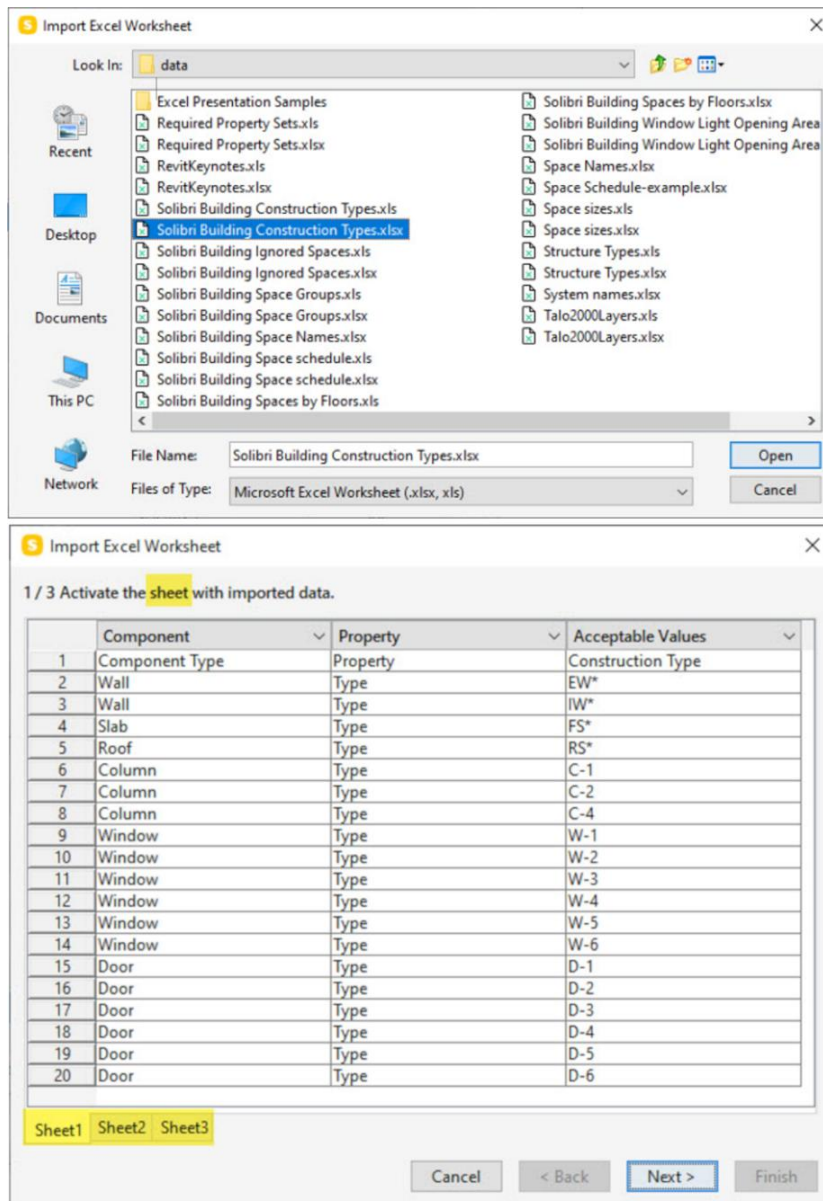 Import Excel Worksheet
Look In: data
Recent
Desktop
Documents
This PC
Network
Excel Presentation Samples
Required Property Sets.xls
Required Property Sets.xlsx
RevitKeynotes.xls
RevitKeynotes.xlsx
Solibri Building Construction Types.xls
Solibri Building Construction Types.xlsx
Solibri Building Ignored Spaces.xls
Solibri Building Ignored Spaces.xlsx
Solibri Building Space Groups.xls
Solibri Building Space Groups.xlsx
Solibri Building Space Names.xlsx
Solibri Building Space schedule.xls
Solibri Building Space schedule.xlsx
Solibri Building Spaces by Floors.xls
Solibri Building Spaces by Floors.xlsx
Solibri Building Window Light Opening Area
Solibri Building Window Light Opening Area
Space Names.xlsx
Space Schedule-example.xlsx
Space sizes.xls
Space sizes.xlsx
Structure Types.xls
Structure Types.xlsx
System names.xlsx
Talo2000Layers.xls
Talo2000Layers.xlsx
File Name: Solibri Building Construction Types.xlsx Open
Files of Type: Microsoft Excel Worksheet (.xlsx, xls) Cancel
Import Excel Worksheet
1 / 3 Activate the sheet with imported data.
Component Property Acceptable Values
1 Component Type Property Construction Type
2 Wall Type EW*
3 Wall Type IW*
4 Slab Type FS*
5 Roof Type RS*
6 Column Type C-1
7 Column Type C-2
8 Column Type C-4
9 Window Type W-1
10 Window Type W-2
11 Window Type W-3
12 Window Type W-4
13 Window Type W-5
14 Window Type W-6
15 Door Type D-1
16 Door Type D-2
17 Door Type D-3
18 Door Type D-4
19 Door Type D-5
20 Door Type D-6
Sheet1 Sheet2 Sheet3
Cancel < Back Next > Finish